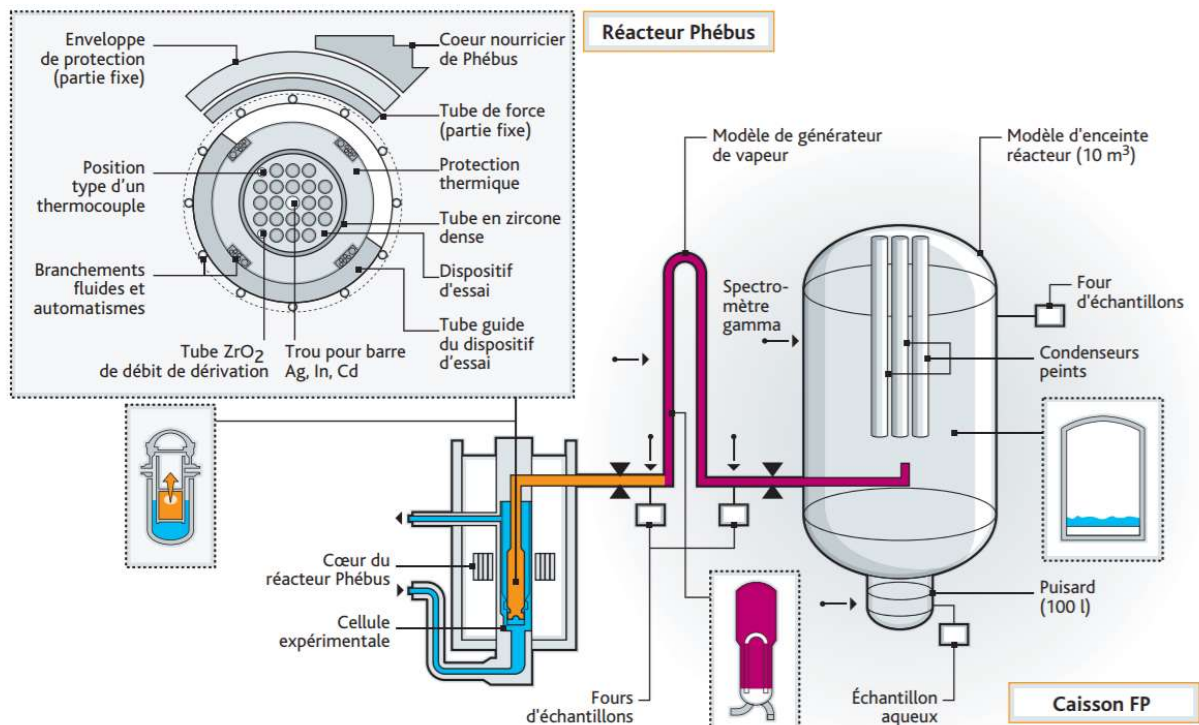 Réacteur Phébus
Enveloppe
de protection
(partie fixe)
Coeur nourricier
de Phébus
Tube de force
(partie fixe)
Position
type d'un
thermocouple
Protection
thermique
Tube en zircone
dense
Branchements
fluides et
automatismes
Dispositif
d'essai
Tube guide
du dispositif
d'essai
Tube ZrO2
de débit de dérivation
Trou pour barre
Ag, In, Cd
Modèle de générateur
de vapeur
Modèle d'enceinte
réacteur (10 m³)
Spectro-
mètre
gamma
Four
d'échantillons
Condenseurs
peints
Cœur du
réacteur Phébus
Cellule
expérimentale
Puisard
(100 l)
Fours
d'échantillons
Échantillon
aqueux
Caisson FP